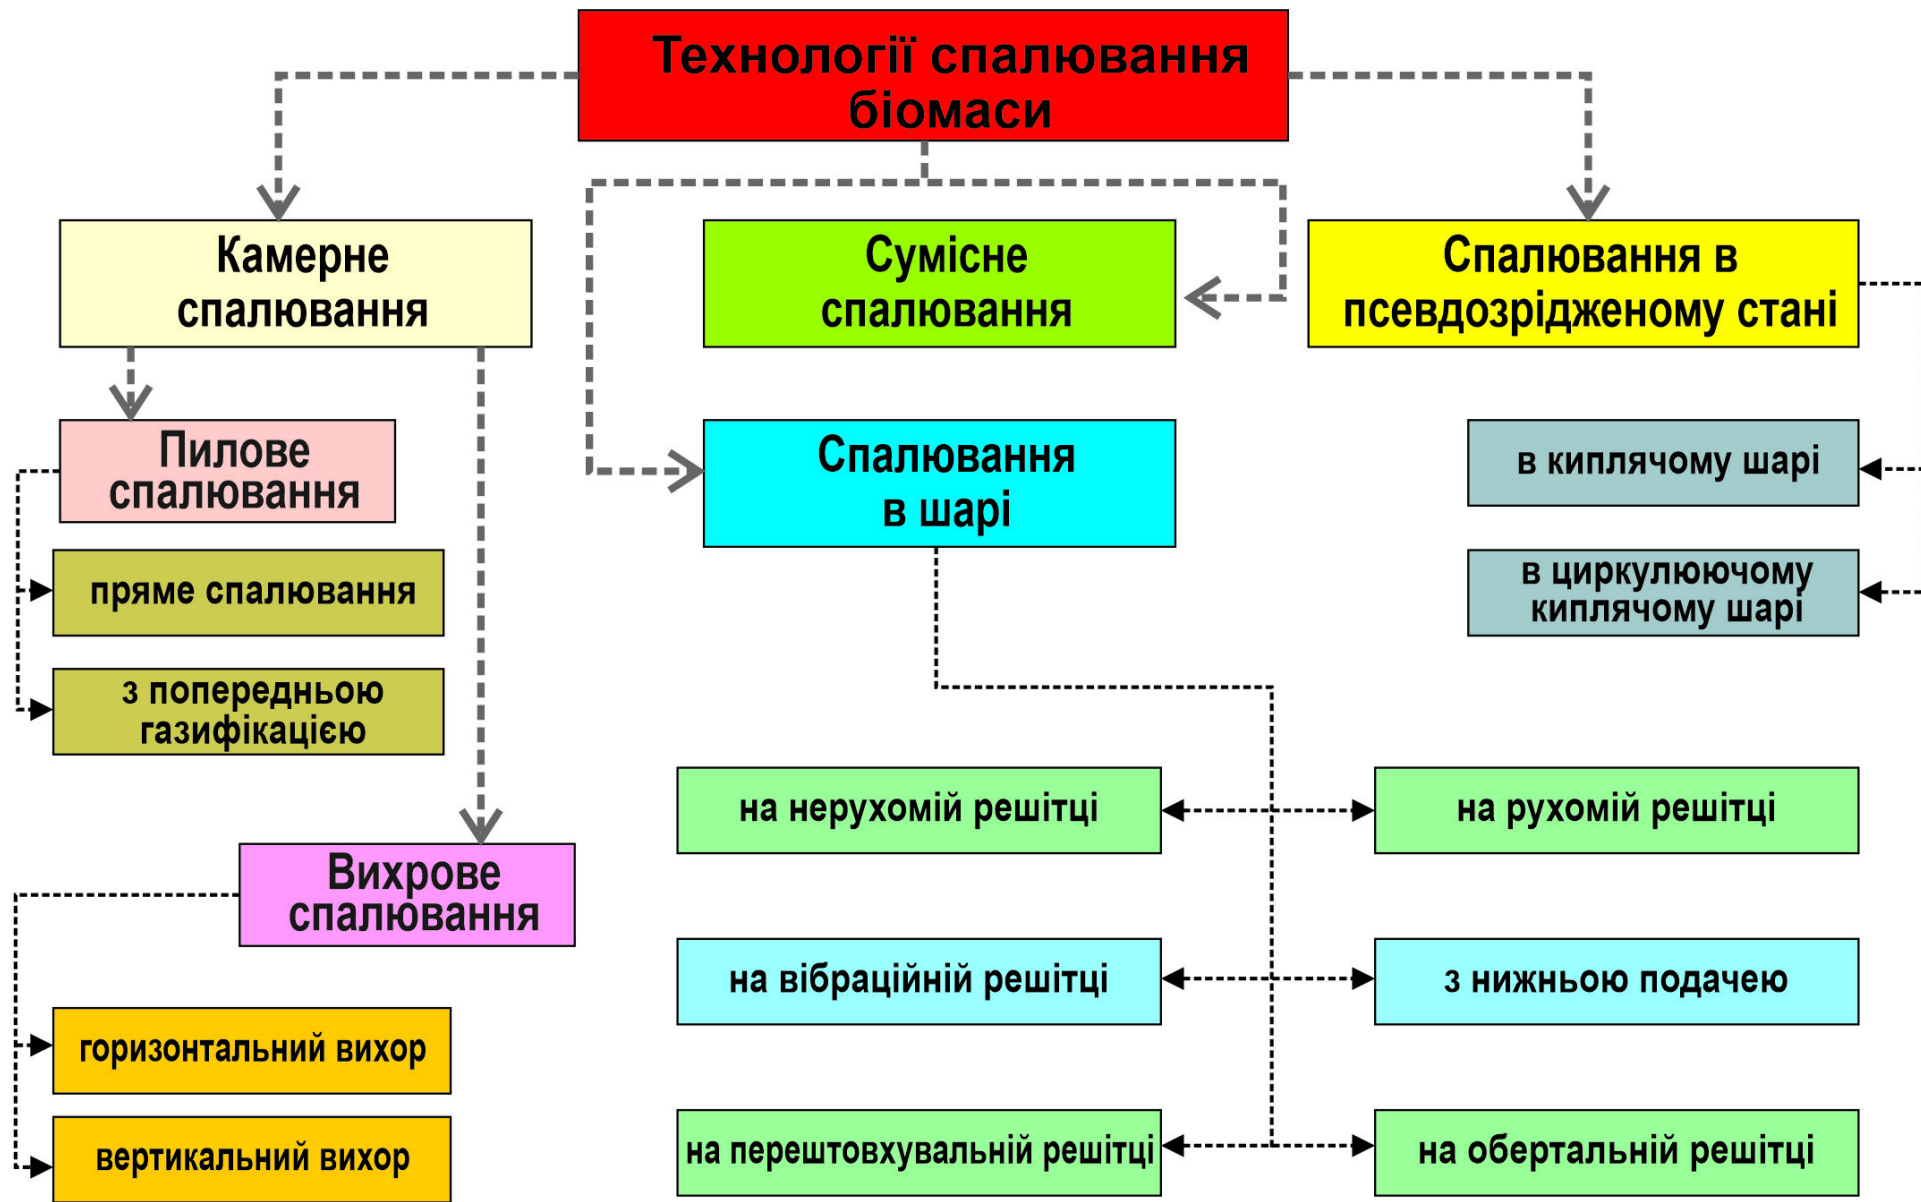 Технології спалювання
біомаси
Камерне
спалювання
Сумісне
спалювання
Спалювання в
псевдозрідженому стані
Пилове
спалювання
Спалювання
в шарі
в киплячому шарі
пряме спалювання
в циркулюючому
киплячому шарі
з попередньою
газифікацією
на нерухомій решітці
на рухомій решітці
Вихрове
спалювання
на вібраційній решітці
з нижньою подачею
горизонтальний вихор
вертикальний вихор
на перештовхувальній решітці
на обертальній решітці